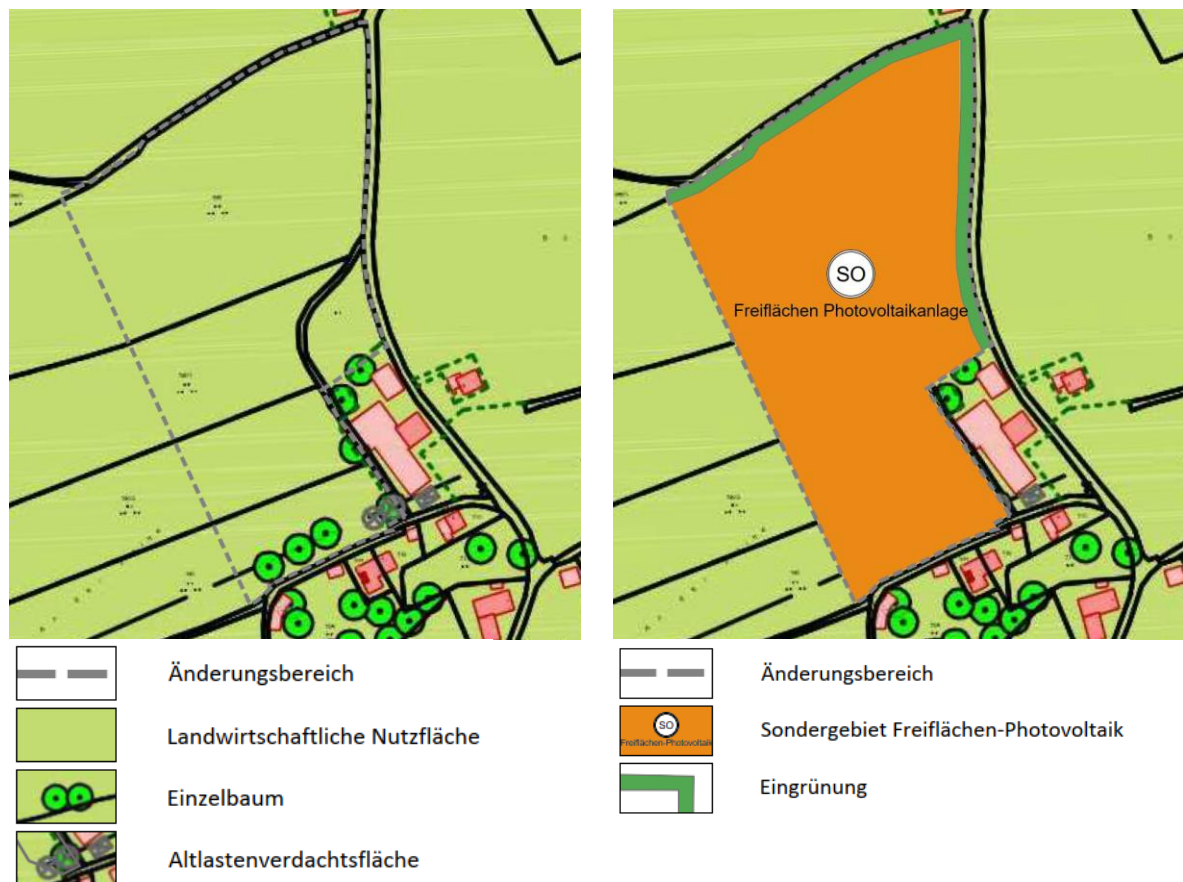 SO
Freiflächen Photovoltaikanlage
Änderungsbereich
Landwirtschaftliche Nutzfläche
Einzelbaum
Altlastenverdachtsfläche
Änderungsbereich
SO
Freiflächen-Photovoltaik
Sondergebiet Freiflächen-Photovoltaik
Eingrünung